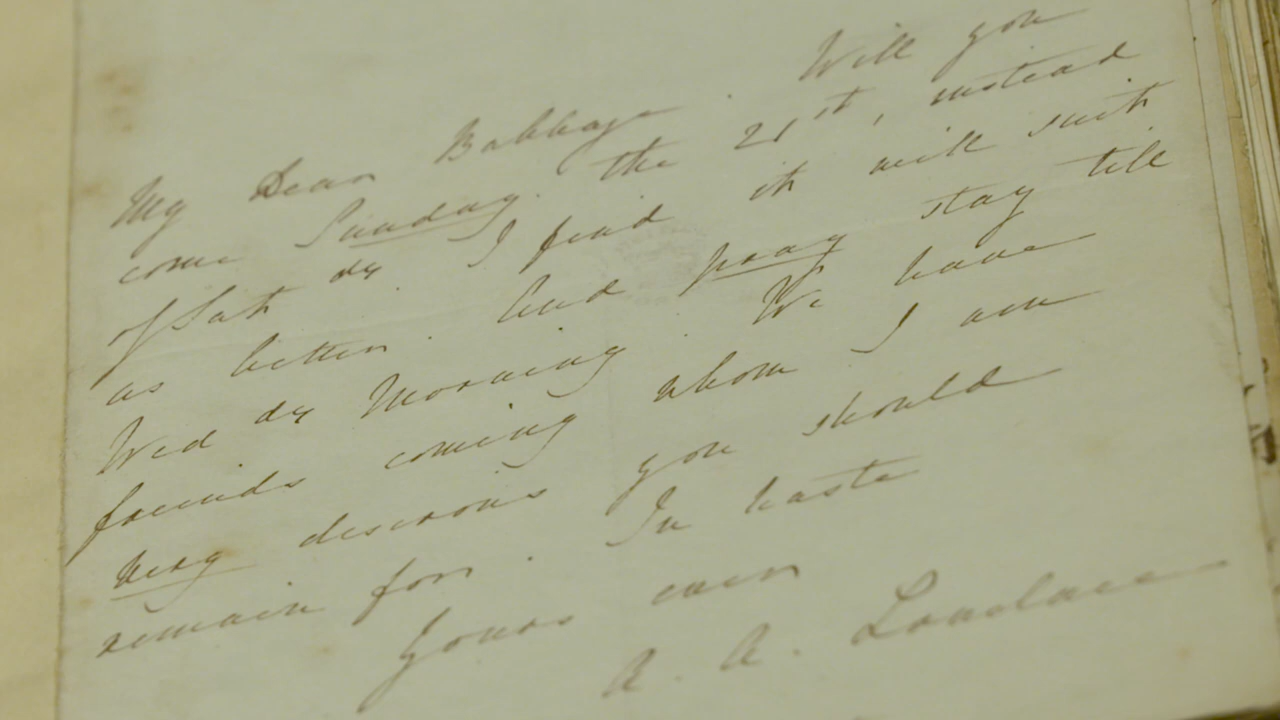 My Dear Babbage. Will you
come Sunday the 21st, instead
of Sat dy. I find it will suit
us better. And pray stay till
Wed dy Morning. We have
friends coming whom I am
very desirous you should
remain for. In haste
Yours ever
A. A. Lovelace